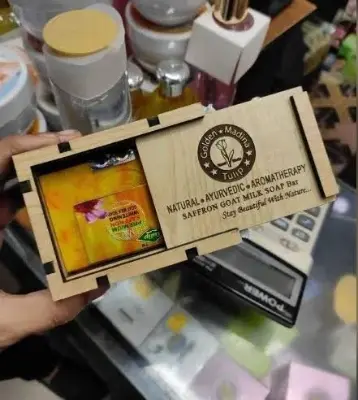 Golden Madina
Tulip
NATURAL • AYURVEDIC • AROMATHERAPY
SAFFRON GOAT MILK SOAP Bar
Stay Beautiful With Nature...
POWER